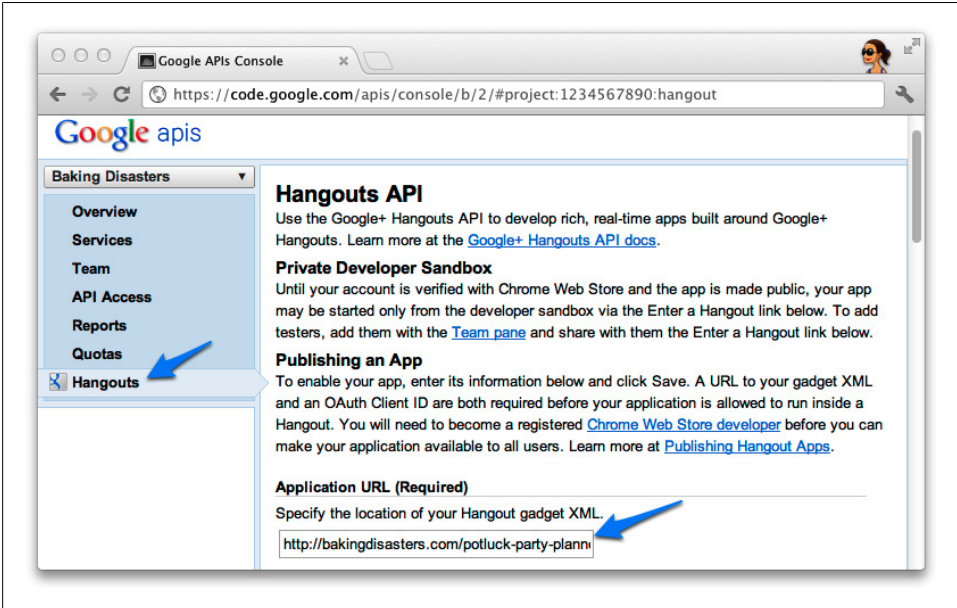 Google APIs Console
https://code.google.com/apis/console/b/2/#project:1234567890:hangout
Google apis
Baking Disasters
Overview
Services
Team
API Access
Reports
Quotas
Hangouts
Hangouts API
Use the Google+ Hangouts API to develop rich, real-time apps built around Google+
Hangouts. Learn more at the Google+ Hangouts API docs.
Private Developer Sandbox
Until your account is verified with Chrome Web Store and the app is made public, your app
may be started only from the developer sandbox via the Enter a Hangout link below. To add
testers, add them with the Team pane and share with them the Enter a Hangout link below.
Publishing an App
To enable your app, enter its information below and click Save. A URL to your gadget XML
and an OAuth Client ID are both required before your application is allowed to run inside a
Hangout. You will need to become a registered Chrome Web Store developer before you can
make your application available to all users. Learn more at Publishing Hangout Apps.
Application URL (Required)
Specify the location of your Hangout gadget XML.
http://bakingdisasters.com/potluck-party-plann